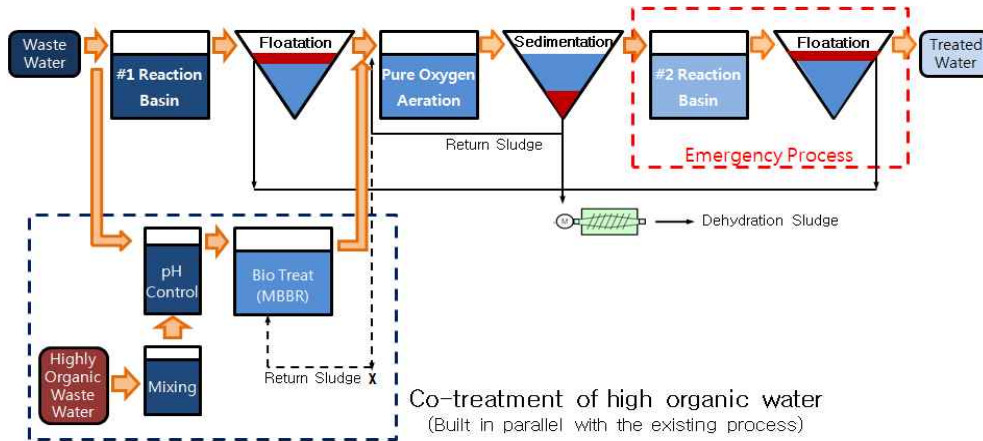 Waste
Water
#1 Reaction
Basin
Floatation
Pure Oxygen
Aeration
Sedimentation
#2 Reaction
Basin
Floatation
Treated
Water
Return Sludge
Emergency Process
M
Dehydration Sludge
pH
Control
Bio Treat
(MBBR)
Highly
Organic
Waste
Water
Mixing
Return Sludge X
Co-treatment of high organic water
(Built in parallel with the existing process)